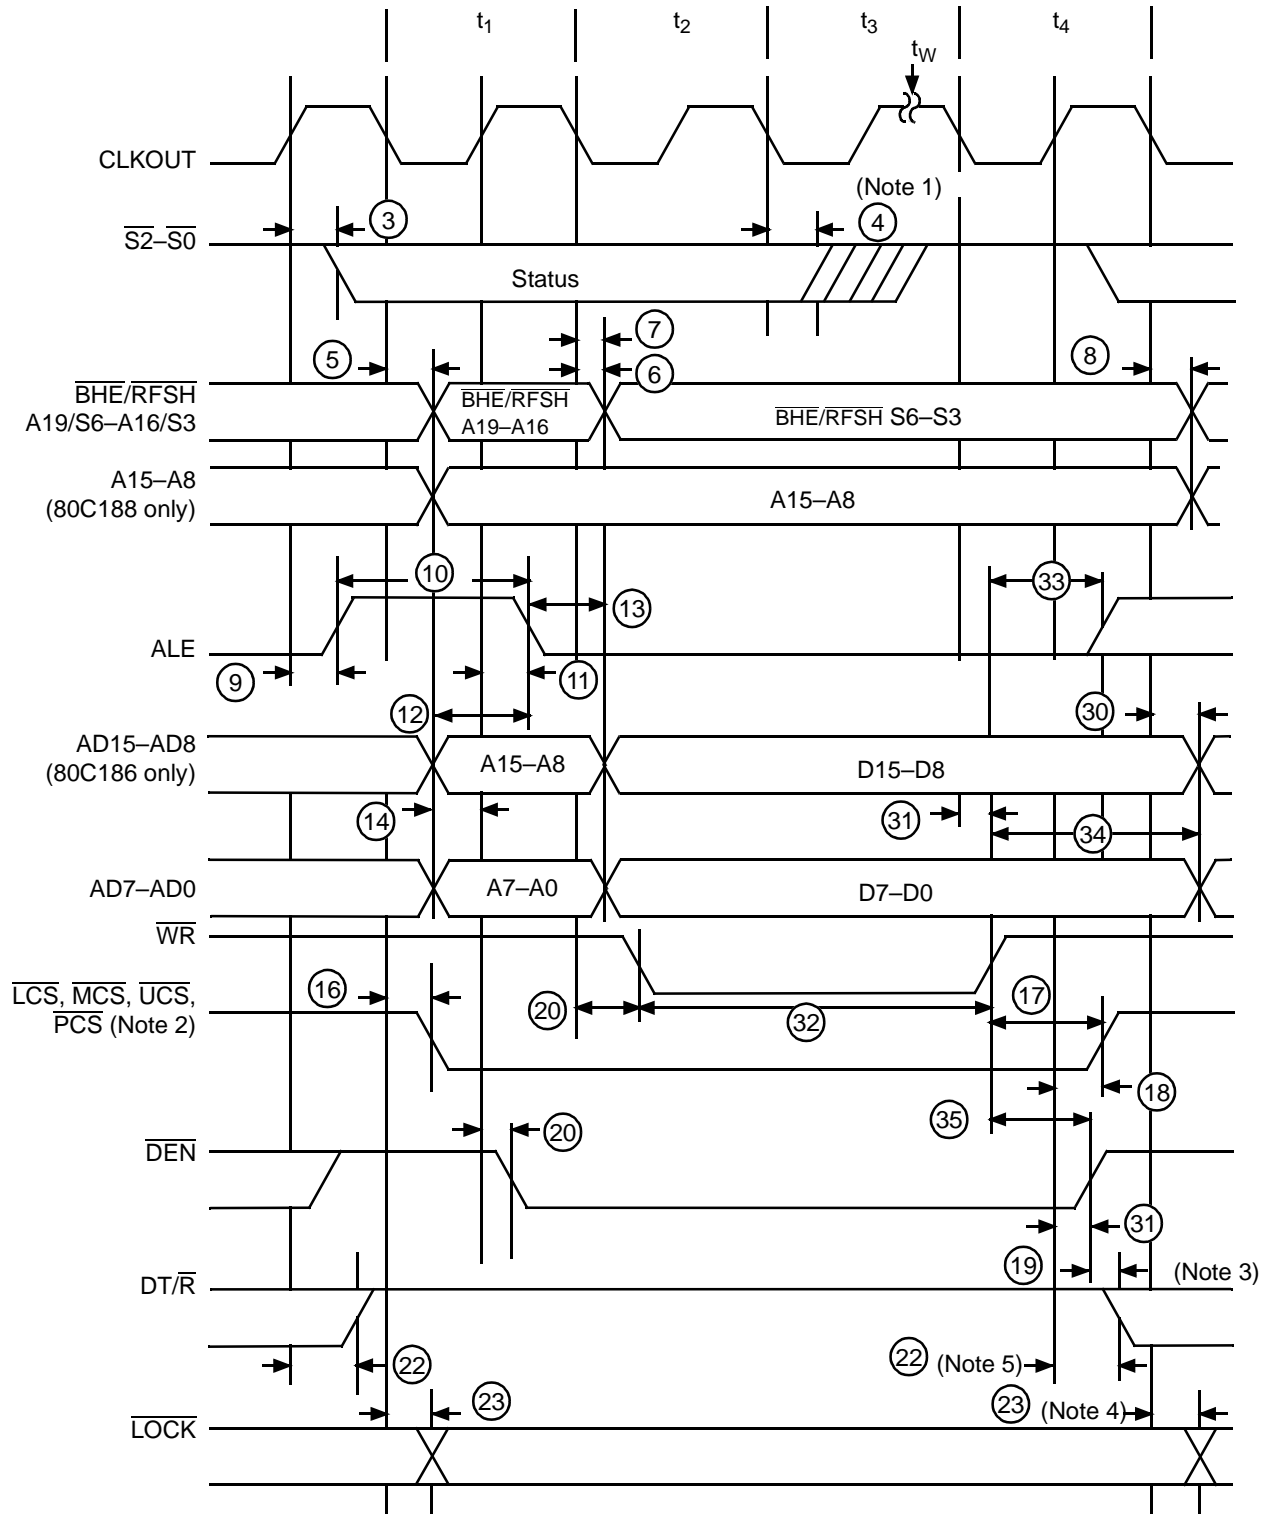 t1 t2 t3 t4
tW
CLKOUT
(Note 1)
3 4
S2–S0
Status
7
5 8
6
BHE/RFSH
A19/S6–A16/S3
BHE/RFSH
A19–A16
BHE/RFSH S6–S3
A15–A8
(80C188 only)
A15–A8
10 33
13
ALE
9 11
12 30
AD15–AD8
(80C186 only)
A15–A8
D15–D8
14 31 34
AD7–AD0
A7–A0
D7–D0
WR
16 17
LCS, MCS, UCS,
PCS (Note 2)
20 32
18
35
20
DEN
31
19 (Note 3)
DT/R
22 22 (Note 5)
23 23 (Note 4)
LOCK